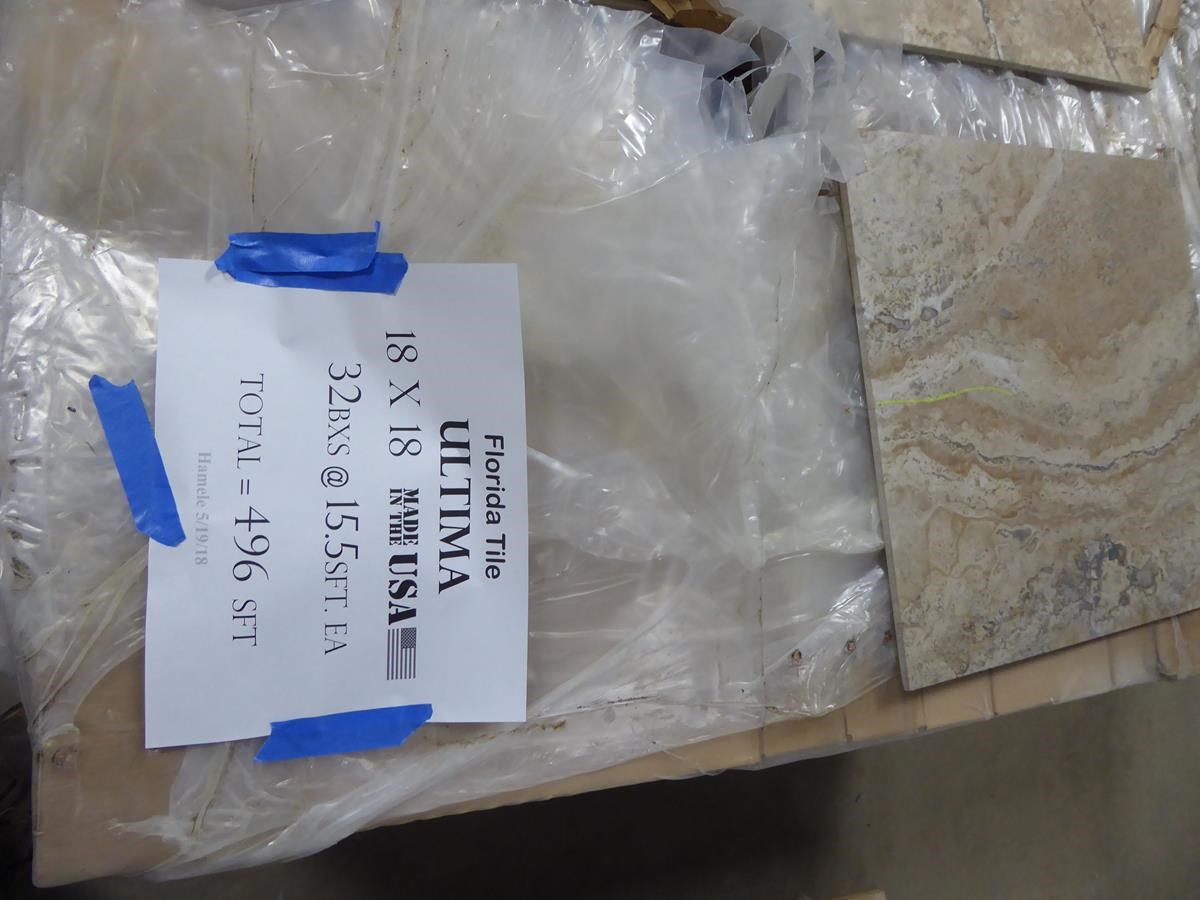 Florida Tile
ULTIMA
18 X 18 MADE IN THE USA
32BXS @ 15.5SFT. EA
TOTAL = 496 SFT
Hamele 5/19/18